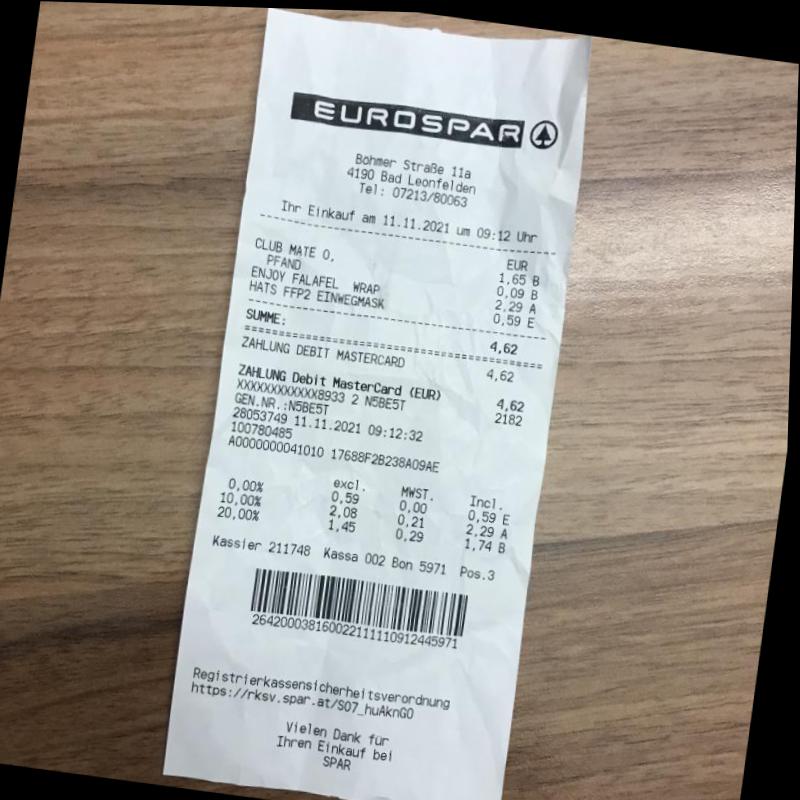 EUROSPAR
Böhmer Straße 11a
4190 Bad Leonfelden
Tel: 07213/80063
Ihr Einkauf am 11.11.2021 um 09:12 Uhr
EUR
CLUB MATE 0, 1,65 B
PFAND 0,09 B
ENJOY FALAFEL WRAP 2,29 A
HATS FFP2 EINWEGMASK 0,59 E
SUMME: 4,62
ZAHLUNG DEBIT MASTERCARD 4,62
ZAHLUNG Debit MasterCard (EUR) 4,62
XXXXXXXXXXXX8933 2 N5BE5T 2182
GEN.NR.:N5BE5T
28053749 11.11.2021 09:12:32
100780485
A0000000041010 17688F2B238A09AE
excl. MWST. Incl.
0,00% 0,59 0,00 0,59 E
10,00% 2,08 0,21 2,29 A
20,00% 1,45 0,29 1,74 B
Kassier 211748 Kassa 002 Bon 5971 Pos.3
264200038160022111110912445971
Registrierkassensicherheitsverordnung
https://rksv.spar.at/S07_huAknG0
Vielen Dank für
Ihren Einkauf bei
SPAR